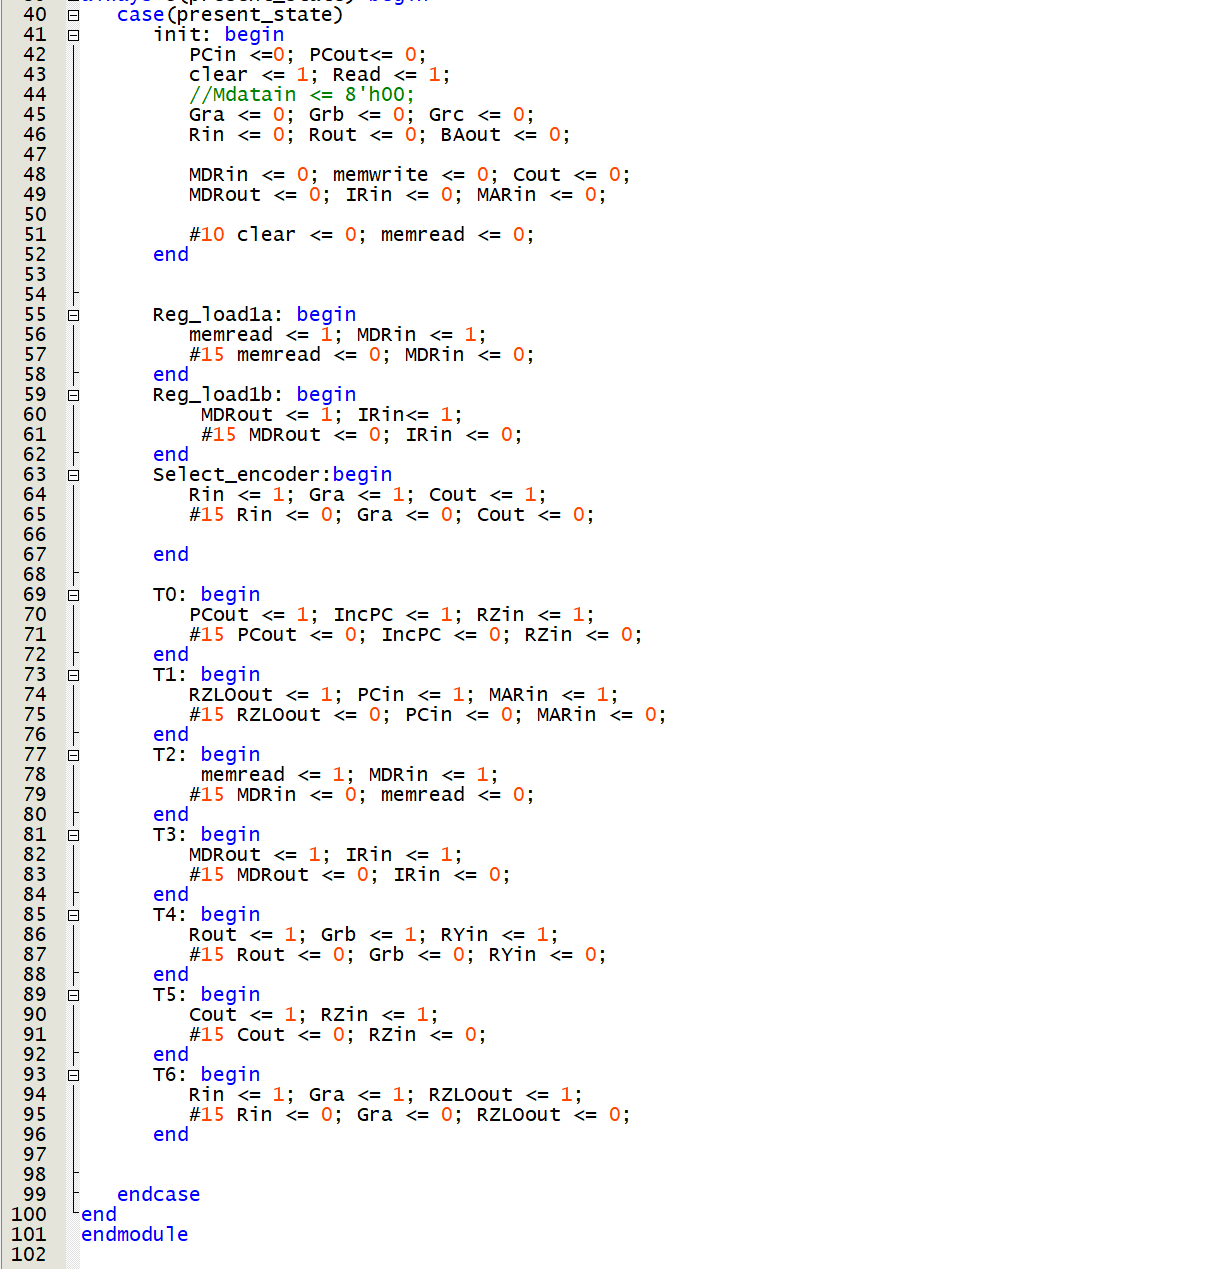 40 case(present_state)
41 init: begin
42 PCin <=0; PCout<= 0;
43 clear <= 1; Read <= 1;
44 //Mdatain <= 8'h00;
45 Gra <= 0; Grb <= 0; Grc <= 0;
46 Rin <= 0; Rout <= 0; BAout <= 0;
47
48 MDRin <= 0; memwrite <= 0; Cout <= 0;
49 MDRout <= 0; IRin <= 0; MARin <= 0;
50
51 #10 clear <= 0; memread <= 0;
52 end
53
54
55 Reg_load1a: begin
56 memread <= 1; MDRin <= 1;
57 #15 memread <= 0; MDRin <= 0;
58 end
59 Reg_load1b: begin
60 MDRout <= 1; IRin<= 1;
61 #15 MDRout <= 0; IRin <= 0;
62 end
63 Select_encoder:begin
64 Rin <= 1; Gra <= 1; Cout <= 1;
65 #15 Rin <= 0; Gra <= 0; Cout <= 0;
66
67 end
68
69 T0: begin
70 PCout <= 1; IncPC <= 1; RZin <= 1;
71 #15 PCout <= 0; IncPC <= 0; RZin <= 0;
72 end
73 T1: begin
74 RZLOout <= 1; PCin <= 1; MARin <= 1;
75 #15 RZLOout <= 0; PCin <= 0; MARin <= 0;
76 end
77 T2: begin
78 memread <= 1; MDRin <= 1;
79 #15 MDRin <= 0; memread <= 0;
80 end
81 T3: begin
82 MDRout <= 1; IRin <= 1;
83 #15 MDRout <= 0; IRin <= 0;
84 end
85 T4: begin
86 Rout <= 1; Grb <= 1; RYin <= 1;
87 #15 Rout <= 0; Grb <= 0; RYin <= 0;
88 end
89 T5: begin
90 Cout <= 1; RZin <= 1;
91 #15 Cout <= 0; RZin <= 0;
92 end
93 T6: begin
94 Rin <= 1; Gra <= 1; RZLOout <= 1;
95 #15 Rin <= 0; Gra <= 0; RZLOout <= 0;
96 end
97
98
99 endcase
100 end
101 endmodule
102